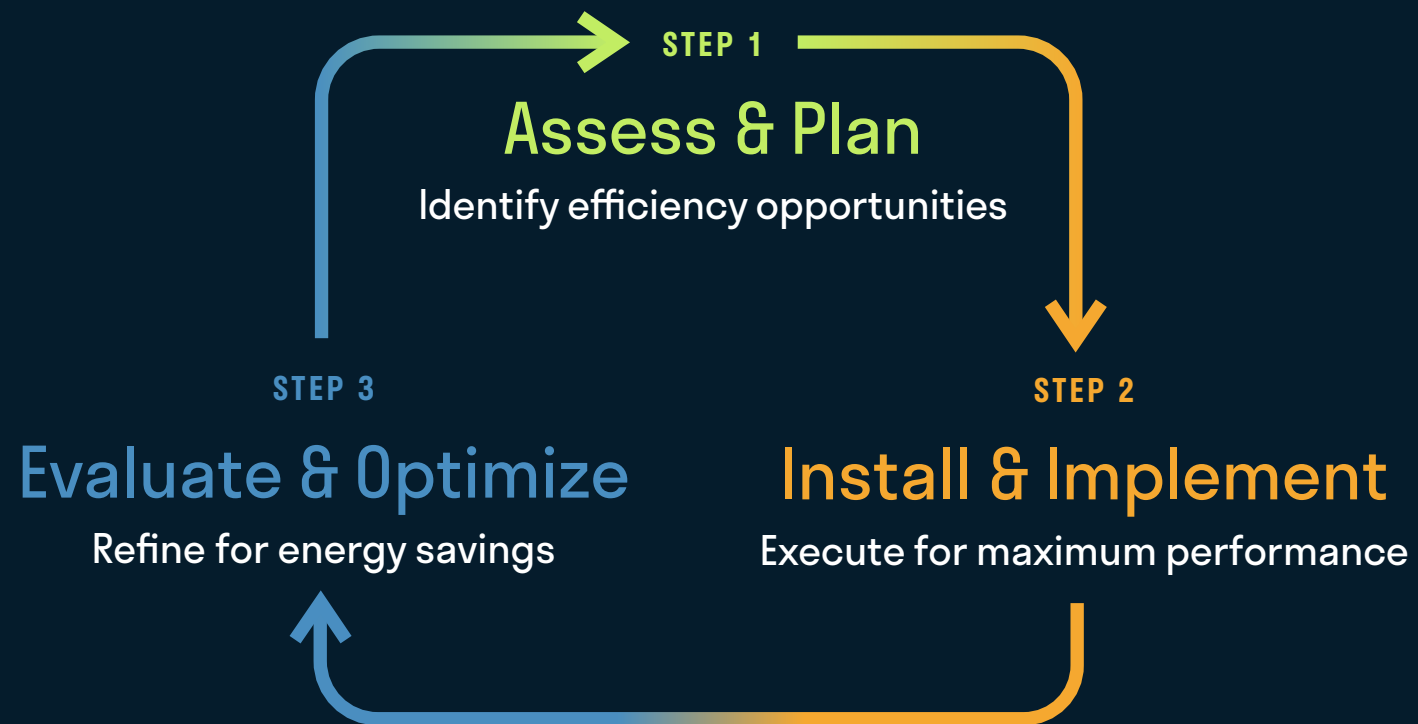 STEP 1
Assess & Plan
Identify efficiency opportunities
STEP 2
Install & Implement
Execute for maximum performance
STEP 3
Evaluate & Optimize
Refine for energy savings